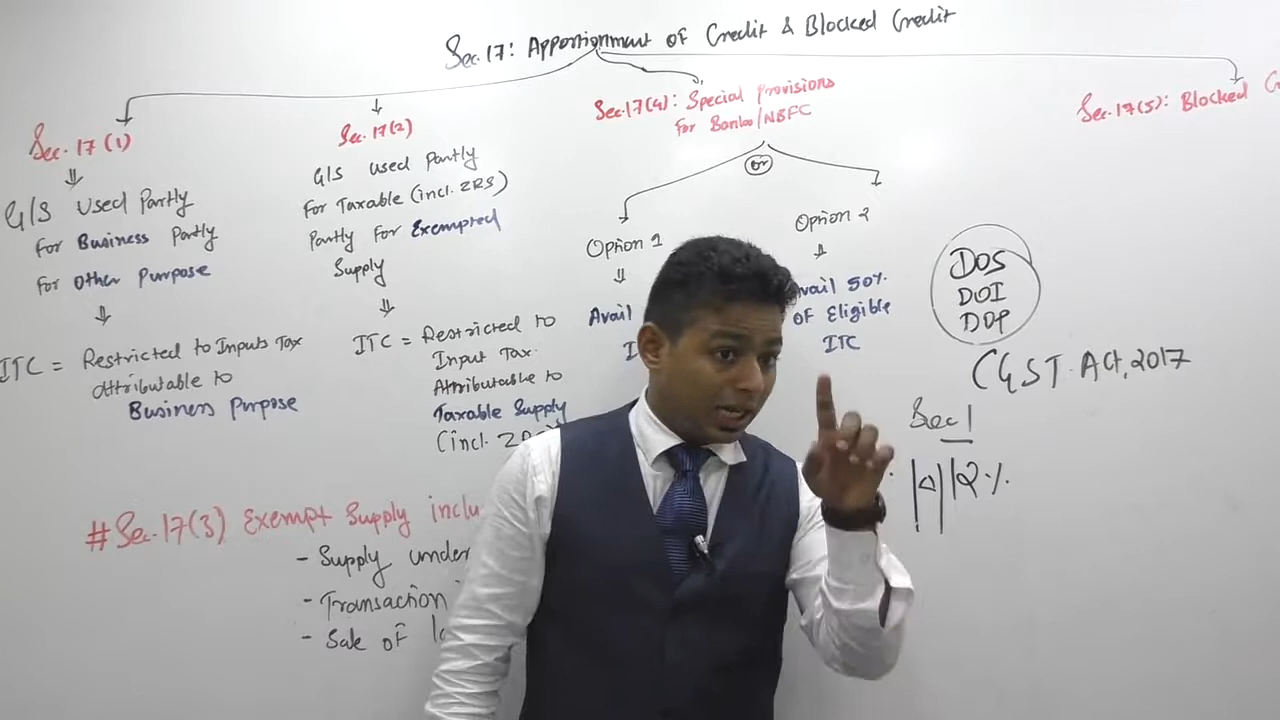 Sec.17: Apportionment of Credit & Blocked Credit
Sec.17(1)
G/S Used Partly
For Business Partly
For Other Purpose
ITC = Restricted to Inputs Tax
attributable to
Business Purpose
Sec.17(2)
G/S used Partly
For Taxable (incl. ZRS)
Partly For Exempted
Supply
ITC = Restricted to
Input Tax.
Attributable to
Taxable Supply
(incl.
Sec.17(4): Special Provisions
For Banks/NBFC
or
Option 1
Avail
Option 2
Avail 50%
OF Eligible
ITC
Sec.17(5): Blocked
DOS
DOI
DOP
CGST Act, 2017
Sec 1
12%
#Sec.17(3) Exempt Supply
- Supply under
- Transaction
- Sale of